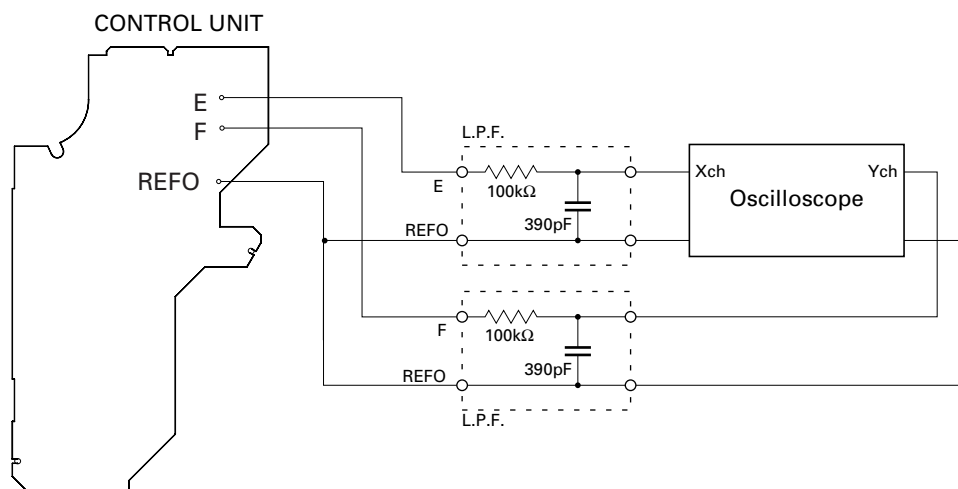 CONTROL UNIT
E
F
REFO
L.P.F.
E
100kΩ
390pF
REFO
Xch
Ych
Oscilloscope
F
100kΩ
390pF
REFO
L.P.F.